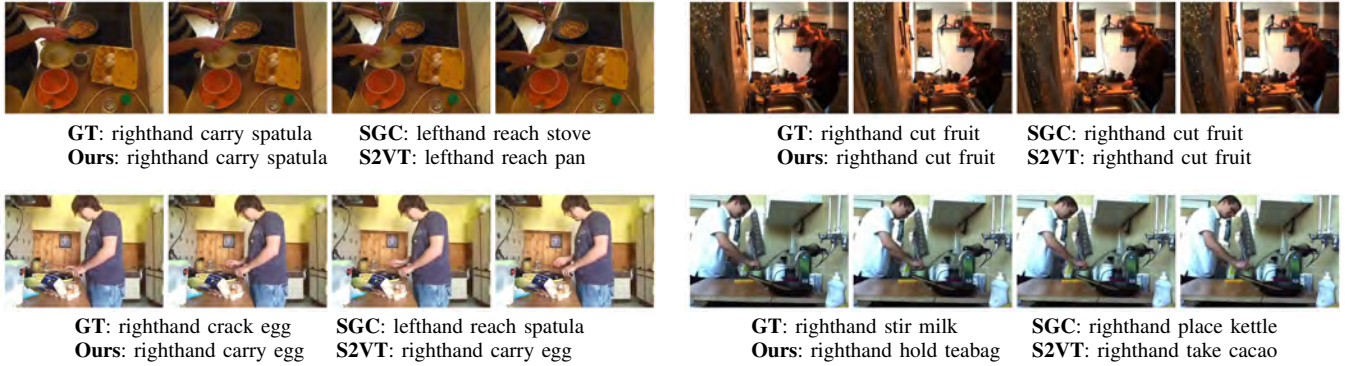 GT: righthand carry spatula SGC: lefthand reach stove
Ours: righthand carry spatula S2VT: lefthand reach pan
GT: righthand cut fruit SGC: righthand cut fruit
Ours: righthand cut fruit S2VT: righthand cut fruit
GT: righthand crack egg SGC: lefthand reach spatula
Ours: righthand carry egg S2VT: righthand carry egg
GT: righthand stir milk SGC: righthand place kettle
Ours: righthand hold teabag S2VT: righthand take cacao